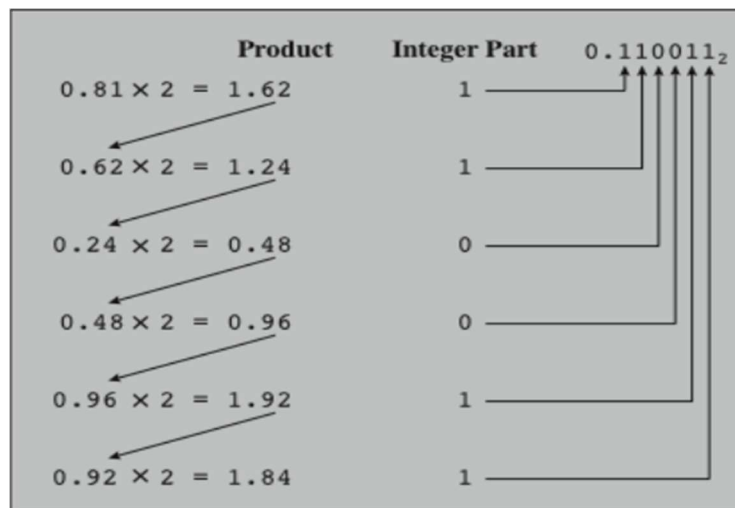 Product Integer Part 0.110011₂
0.81 × 2 = 1.62 1
0.62 × 2 = 1.24 1
0.24 × 2 = 0.48 0
0.48 × 2 = 0.96 0
0.96 × 2 = 1.92 1
0.92 × 2 = 1.84 1